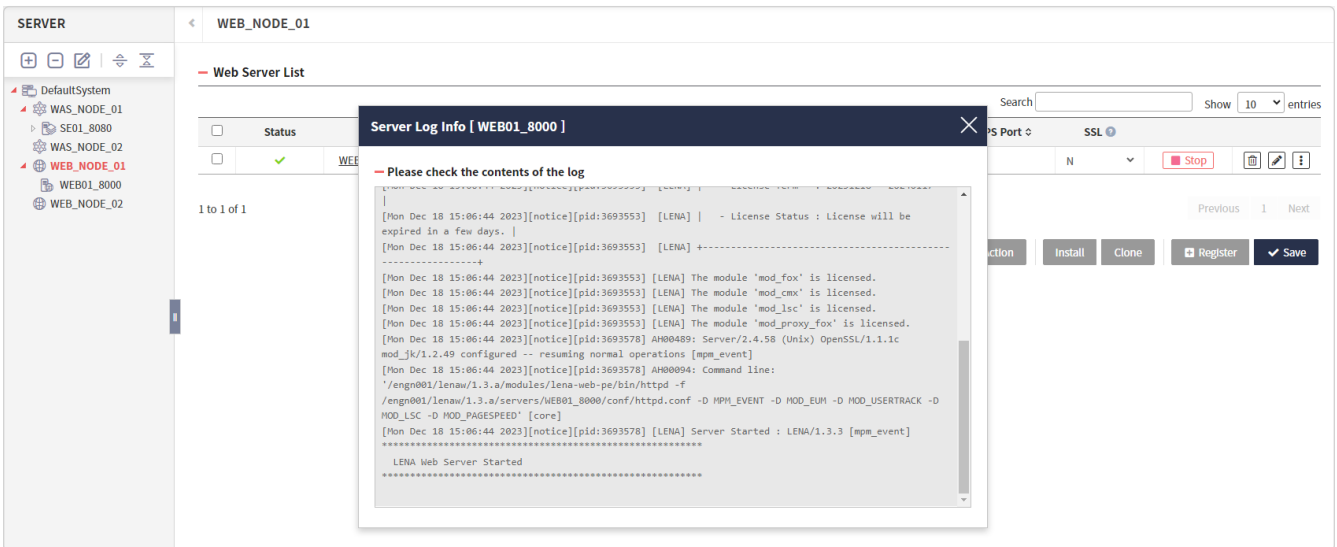 SERVER
WEB_NODE_01
DefaultSystem
WAS_NODE_01
SE01_8080
WAS_NODE_02
WEB_NODE_01
WEB01_8000
WEB_NODE_02
Web Server List
Search
Show 10 entries
Status
PS Port
SSL
WEB
N
Stop
1 to 1 of 1
Previous 1 Next
ction
Install
Clone
Register
Save
Server Log Info [ WEB01_8000 ]
Please check the contents of the log
|
[Mon Dec 18 15:06:44 2023][notice][pid:3693553] [LENA] | - License Status : License will be
expired in a few days. |
[Mon Dec 18 15:06:44 2023][notice][pid:3693553] [LENA] +---------------------------------------------
-----------------+
[Mon Dec 18 15:06:44 2023][notice][pid:3693553] [LENA] The module 'mod_fox' is licensed.
[Mon Dec 18 15:06:44 2023][notice][pid:3693553] [LENA] The module 'mod_cmx' is licensed.
[Mon Dec 18 15:06:44 2023][notice][pid:3693553] [LENA] The module 'mod_lsc' is licensed.
[Mon Dec 18 15:06:44 2023][notice][pid:3693553] [LENA] The module 'mod_proxy_fox' is licensed.
[Mon Dec 18 15:06:44 2023][notice][pid:3693578] AH00489: Server/2.4.58 (Unix) OpenSSL/1.1.1c
mod_jk/1.2.49 configured -- resuming normal operations [mpm_event]
[Mon Dec 18 15:06:44 2023][notice][pid:3693578] AH00094: Command line:
'/engn001/lenaw/1.3.a/modules/lena-web-pe/bin/httpd -f
/engn001/lenaw/1.3.a/servers/WEB01_8000/conf/httpd.conf -D MPM_EVENT -D MOD_EUM -D MOD_USERTRACK -D
MOD_LSC -D MOD_PAGESPEED' [core]
[Mon Dec 18 15:06:44 2023][notice][pid:3693578] [LENA] Server Started : LENA/1.3.3 [mpm_event]
*********************************************************
LENA Web Server Started
*********************************************************